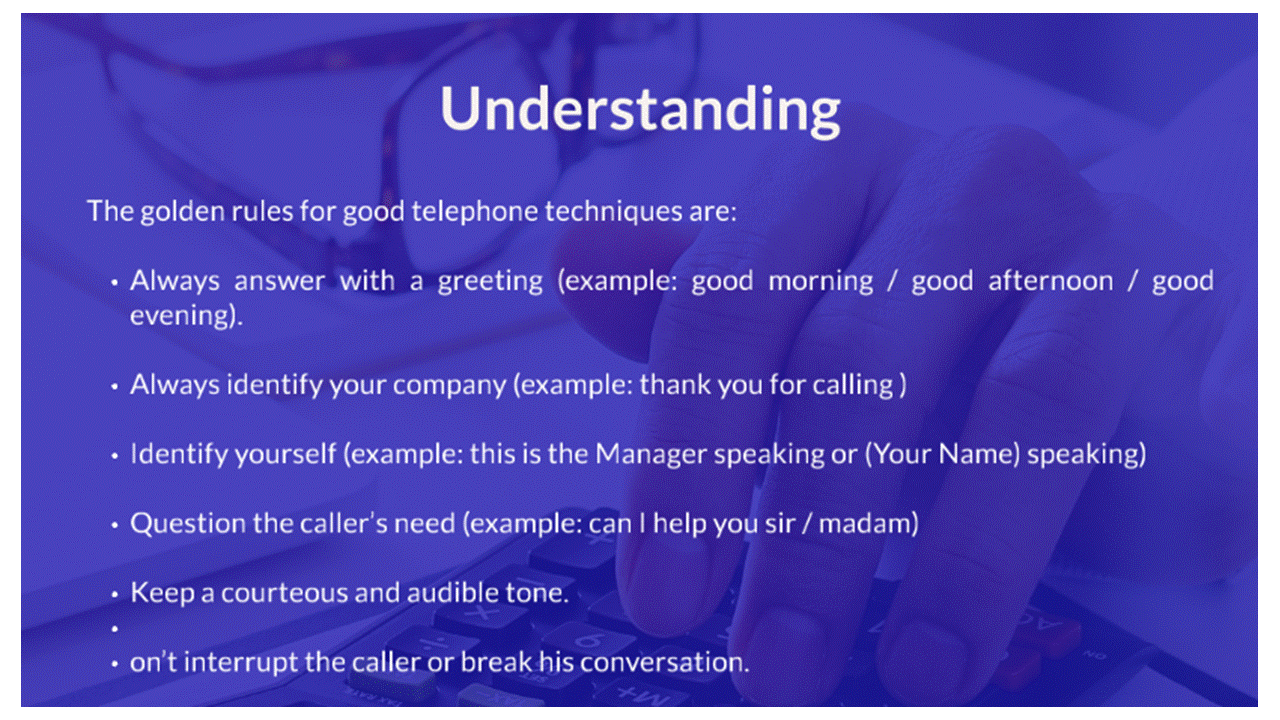 Understanding
The golden rules for good telephone techniques are:
• Always answer with a greeting (example: good morning / good afternoon / good
evening).
• Always identify your company (example: thank you for calling )
• Identify yourself (example: this is the Manager speaking or (Your Name) speaking)
• Question the caller’s need (example: can I help you sir / madam)
• Keep a courteous and audible tone.
•
• on’t interrupt the caller or break his conversation.